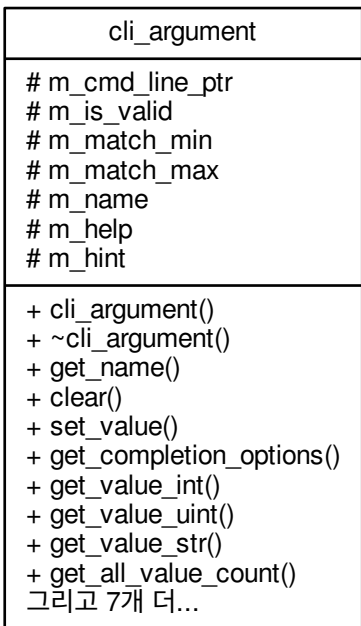 cli_argument
# m_cmd_line_ptr
# m_is_valid
# m_match_min
# m_match_max
# m_name
# m_help
# m_hint
+ cli_argument()
+ ~cli_argument()
+ get_name()
+ clear()
+ set_value()
+ get_completion_options()
+ get_value_int()
+ get_value_uint()
+ get_value_str()
+ get_all_value_count()
그리고 7개 더...